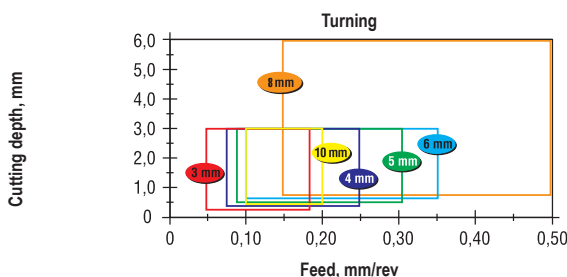 Turning
Cutting depth, mm
6,0
5,0
4,0
3,0
2,0
1,0
0
8 mm
10 mm
6 mm
5 mm
3 mm
4 mm
0 0,10 0,20 0,30 0,40 0,50
Feed, mm/rev